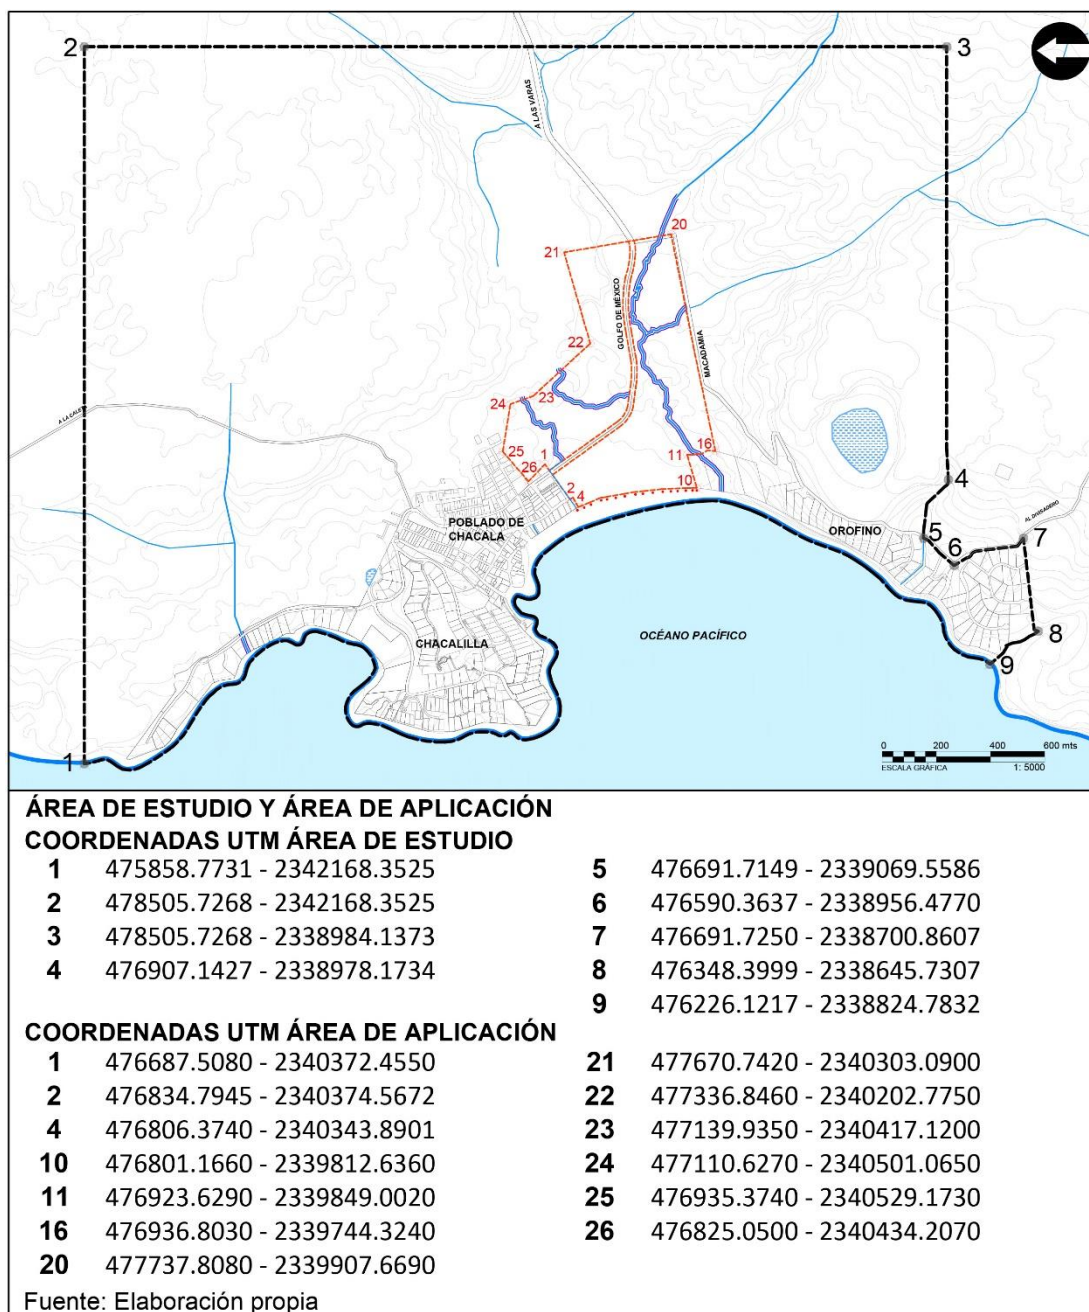 2
3
A LAS VARAS
20
21
GOLFO DE MÉXICO
22
MACADAMIA
23
24
A LA CALETA
25
1
26
16
11
10
2
4
4
POBLADO DE
CHACALA
OROFINO
5
6
7
AL DIVISADERO
8
9
CHACALILLA
OCÉANO PACÍFICO
1
0 200 400 600 mts
ESCALA GRÁFICA 1: 5000
ÁREA DE ESTUDIO Y ÁREA DE APLICACIÓN
COORDENADAS UTM ÁREA DE ESTUDIO
1 475858.7731 - 2342168.3525
2 478505.7268 - 2342168.3525
3 478505.7268 - 2338984.1373
4 476907.1427 - 2338978.1734
5 476691.7149 - 2339069.5586
6 476590.3637 - 2338956.4770
7 476691.7250 - 2338700.8607
8 476348.3999 - 2338645.7307
9 476226.1217 - 2338824.7832
COORDENADAS UTM ÁREA DE APLICACIÓN
1 476687.5080 - 2340372.4550
2 476834.7945 - 2340374.5672
4 476806.3740 - 2340343.8901
10 476801.1660 - 2339812.6360
11 476923.6290 - 2339849.0020
16 476936.8030 - 2339744.3240
20 477737.8080 - 2339907.6690
21 477670.7420 - 2340303.0900
22 477336.8460 - 2340202.7750
23 477139.9350 - 2340417.1200
24 477110.6270 - 2340501.0650
25 476935.3740 - 2340529.1730
26 476825.0500 - 2340434.2070
Fuente: Elaboración propia